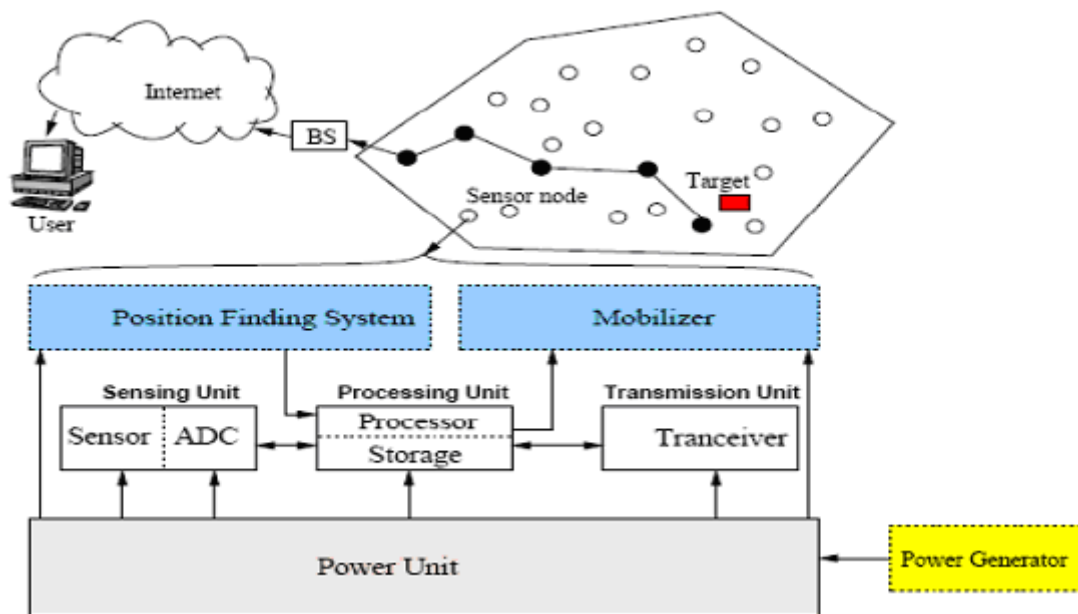 Internet
BS
User
Sensor node
Target
Position Finding System
Mobilizer
Sensing Unit
Processing Unit
Transmission Unit
Sensor
ADC
Processor
Storage
Tranceiver
Power Unit
Power Generator